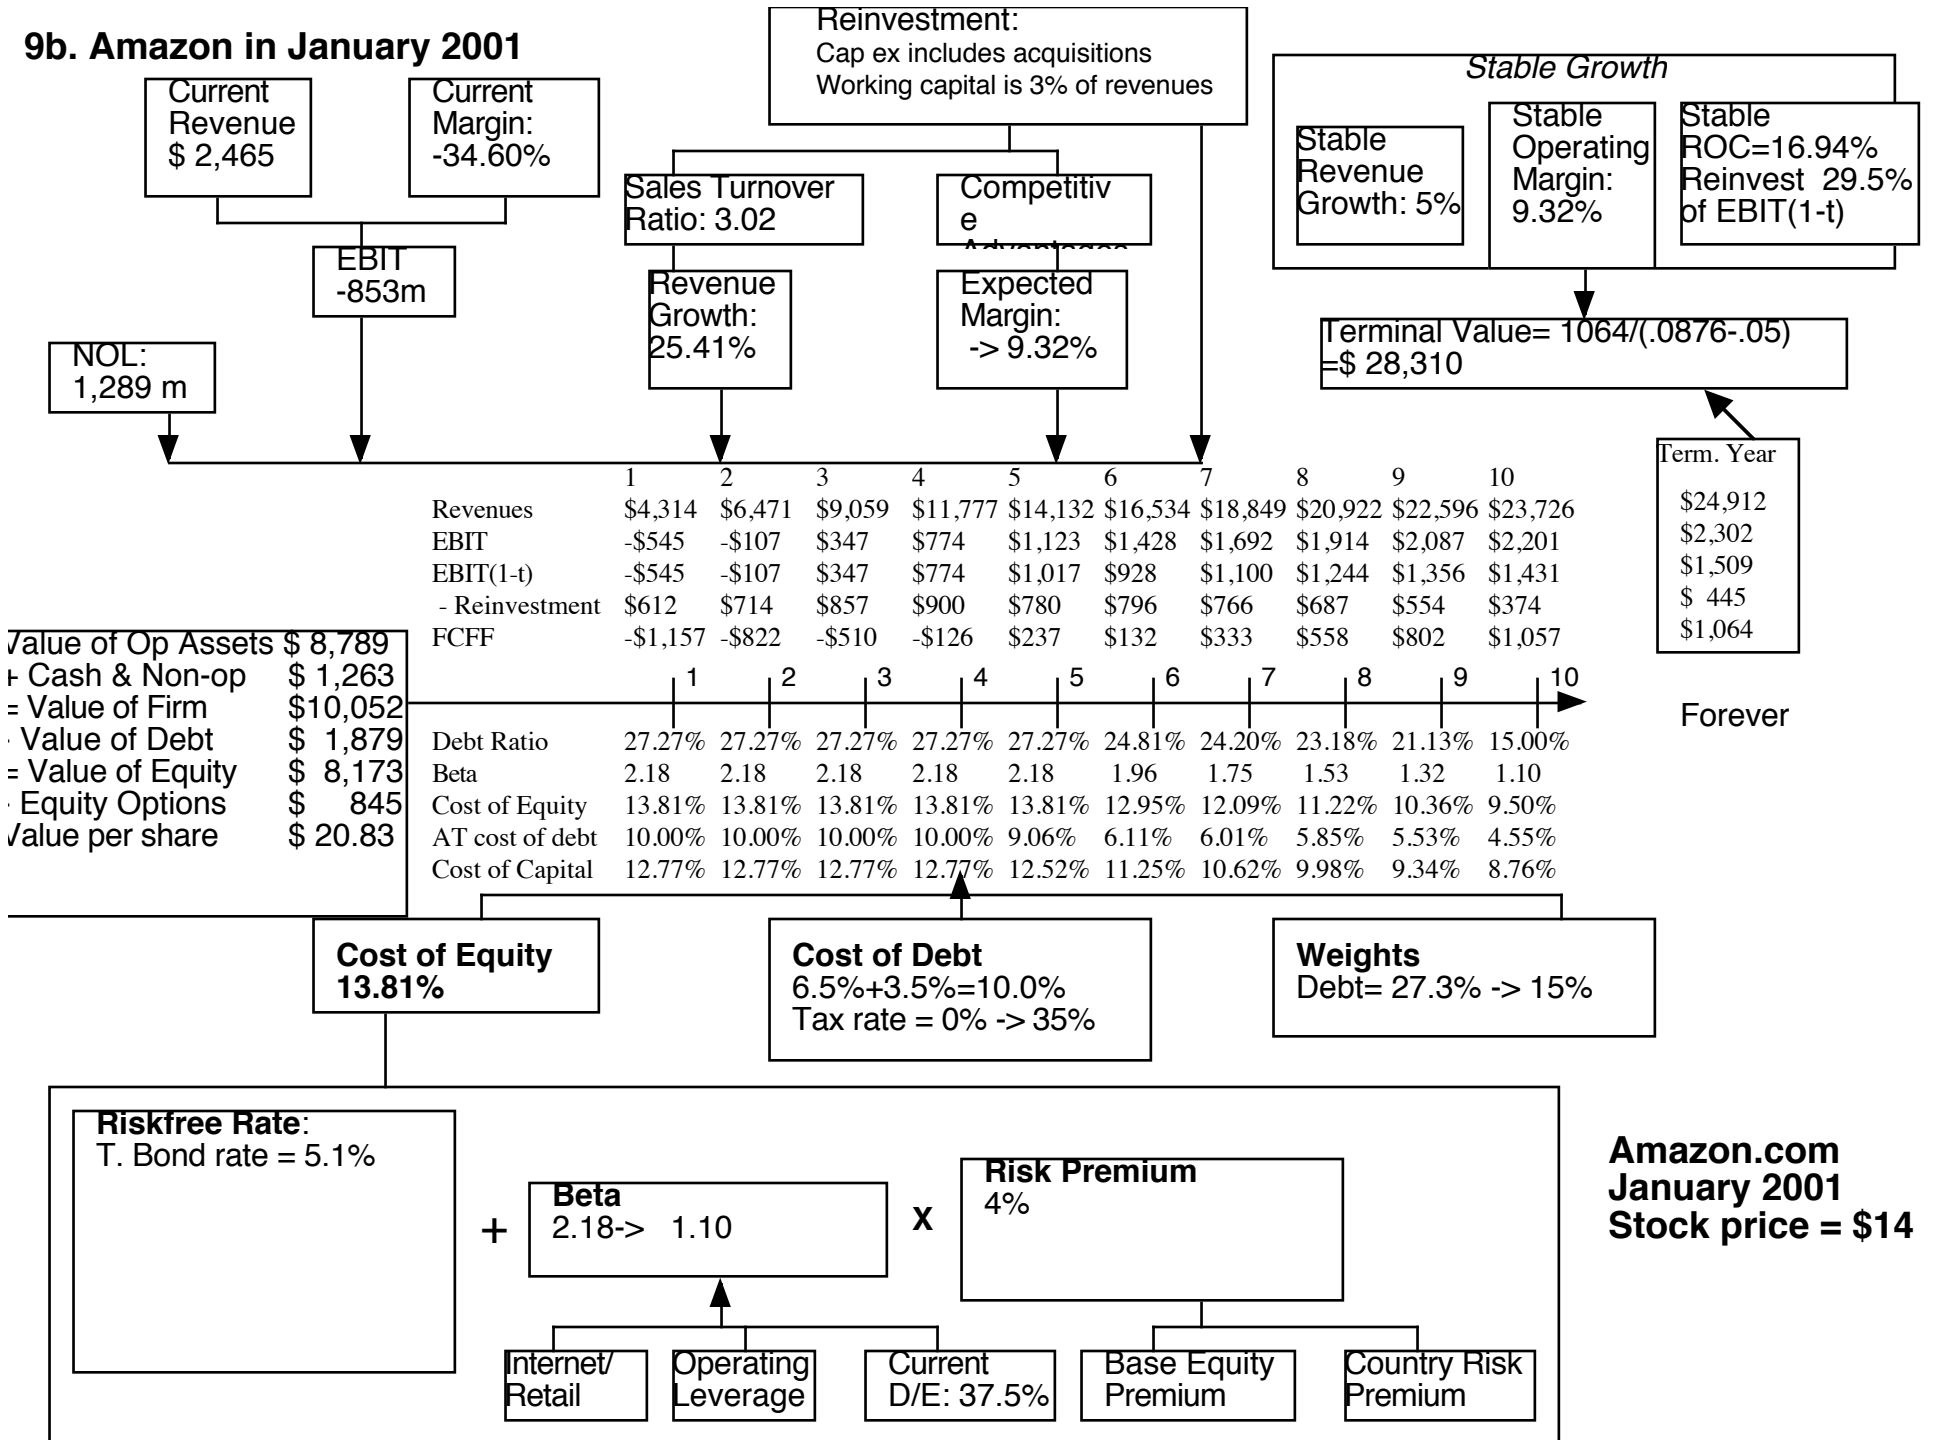 9b. Amazon in January 2001
Reinvestment:
Cap ex includes acquisitions
Working capital is 3% of revenues
Current
Revenue
$ 2,465
Current
Margin:
-34.60%
EBIT
-853m
NOL:
1,289 m
Sales Turnover
Ratio: 3.02
Competitiv
e
Advantages
Revenue
Growth:
25.41%
Expected
Margin:
-> 9.32%
Stable Growth
Stable
Revenue
Growth: 5%
Stable
Operating
Margin:
9.32%
Stable
ROC=16.94%
Reinvest 29.5%
of EBIT(1-t)
Terminal Value= 1064/(.0876-.05)
=$ 28,310
Term. Year
$24,912
$2,302
$1,509
$ 445
$1,064
1 2 3 4 5 6 7 8 9 10
Revenues $4,314 $6,471 $9,059 $11,777 $14,132 $16,534 $18,849 $20,922 $22,596 $23,726
EBIT -$545 -$107 $347 $774 $1,123 $1,428 $1,692 $1,914 $2,087 $2,201
EBIT(1-t) -$545 -$107 $347 $774 $1,017 $928 $1,100 $1,244 $1,356 $1,431
- Reinvestment $612 $714 $857 $900 $780 $796 $766 $687 $554 $374
FCFF -$1,157 -$822 -$510 -$126 $237 $132 $333 $558 $802 $1,057
1 2 3 4 5 6 7 8 9 10
Forever
Value of Op Assets $ 8,789
+ Cash & Non-op $ 1,263
= Value of Firm $10,052
- Value of Debt $ 1,879
= Value of Equity $ 8,173
- Equity Options $ 845
Value per share $ 20.83
Debt Ratio 27.27% 27.27% 27.27% 27.27% 27.27% 24.81% 24.20% 23.18% 21.13% 15.00%
Beta 2.18 2.18 2.18 2.18 2.18 1.96 1.75 1.53 1.32 1.10
Cost of Equity 13.81% 13.81% 13.81% 13.81% 13.81% 12.95% 12.09% 11.22% 10.36% 9.50%
AT cost of debt 10.00% 10.00% 10.00% 10.00% 9.06% 6.11% 6.01% 5.85% 5.53% 4.55%
Cost of Capital 12.77% 12.77% 12.77% 12.77% 12.52% 11.25% 10.62% 9.98% 9.34% 8.76%
Cost of Equity
13.81%
Cost of Debt
6.5%+3.5%=10.0%
Tax rate = 0% -> 35%
Weights
Debt= 27.3% -> 15%
Riskfree Rate:
T. Bond rate = 5.1%
+
Beta
2.18-> 1.10
X
Risk Premium
4%
Internet/
Retail
Operating
Leverage
Current
D/E: 37.5%
Base Equity
Premium
Country Risk
Premium
Amazon.com
January 2001
Stock price = $14